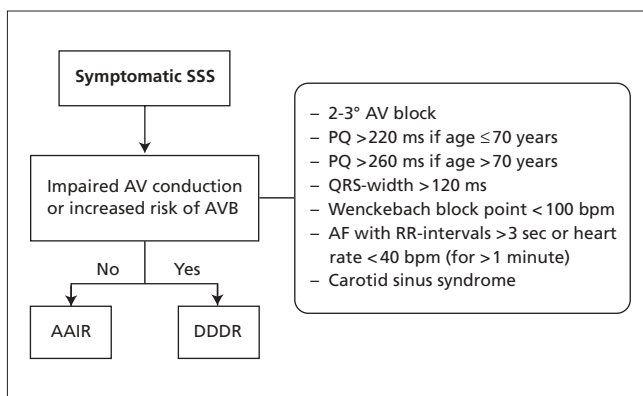 Symptomatic SSS
Impaired AV conduction
or increased risk of AVB
– 2-3° AV block
– PQ >220 ms if age ≤70 years
– PQ >260 ms if age >70 years
– QRS-width >120 ms
– Wenckebach block point <100 bpm
– AF with RR-intervals >3 sec or heart
rate <40 bpm (for >1 minute)
– Carotid sinus syndrome
No Yes
AAIR DDDR